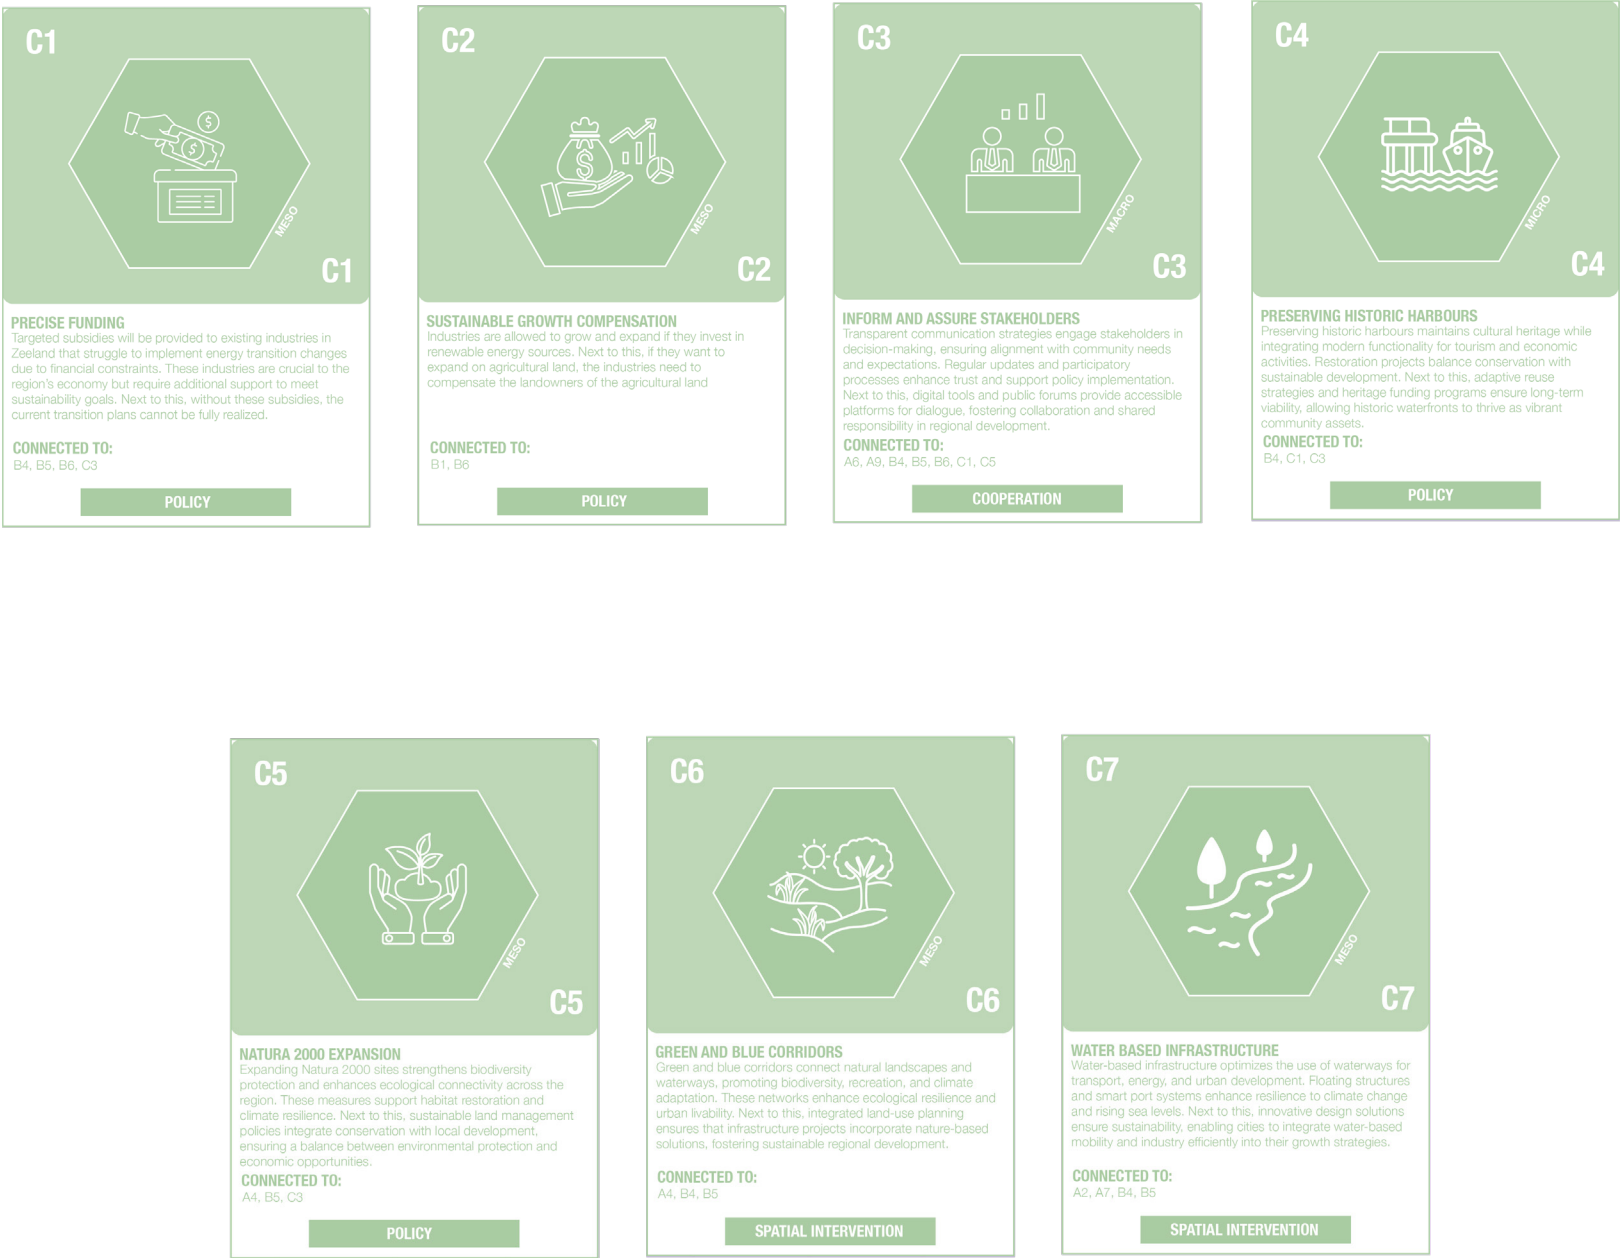 C1
MESO
C1
PRECISE FUNDING
Targeted subsidies will be provided to existing industries in
Zeeland that struggle to implement energy transition changes
due to financial constraints. These industries are crucial to the
region's economy but require additional support to meet
sustainability goals. Next to this, without these subsidies, the
current transition plans cannot be fully realized.
CONNECTED TO:
B4, B5, B6, C3
POLICY
C2
MESO
C2
SUSTAINABLE GROWTH COMPENSATION
Industries are allowed to grow and expand if they invest in
renewable energy sources. Next to this, if they want to
expand on agricultural land, the industries need to
compensate the landowners of the agricultural land
CONNECTED TO:
B1, B6
POLICY
C3
MACRO
C3
INFORM AND ASSURE STAKEHOLDERS
Transparent communication strategies engage stakeholders in
decision-making, ensuring alignment with community needs
and expectations. Regular updates and participatory
processes enhance trust and support policy implementation.
Next to this, digital tools and public forums provide accessible
platforms for dialogue, fostering collaboration and shared
responsibility in regional development.
CONNECTED TO:
A6, A9, B4, B5, B6, C1, C5
COOPERATION
C4
MICRO
C4
PRESERVING HISTORIC HARBOURS
Preserving historic harbours maintains cultural heritage while
integrating modern functionality for tourism and economic
activities. Restoration projects balance conservation with
sustainable development. Next to this, adaptive reuse
strategies and heritage funding programs ensure long-term
viability, allowing historic waterfronts to thrive as vibrant
community assets.
CONNECTED TO:
B4, C1, C3
POLICY
C5
MESO
C5
NATURA 2000 EXPANSION
Expanding Natura 2000 sites strengthens biodiversity
protection and enhances ecological connectivity across the
region. These measures support habitat restoration and
climate resilience. Next to this, sustainable land management
policies integrate conservation with local development,
ensuring a balance between environmental protection and
economic opportunities.
CONNECTED TO:
A4, B5, C3
POLICY
C6
MESO
C6
GREEN AND BLUE CORRIDORS
Green and blue corridors connect natural landscapes and
waterways, promoting biodiversity, recreation, and climate
adaptation. These networks enhance ecological resilience and
urban livability. Next to this, integrated land-use planning
ensures that infrastructure projects incorporate nature-based
solutions, fostering sustainable regional development.
CONNECTED TO:
A4, B4, B5
SPATIAL INTERVENTION
C7
MESO
C7
WATER BASED INFRASTRUCTURE
Water-based infrastructure optimizes the use of waterways for
transport, energy, and urban development. Floating structures
and smart port systems enhance resilience to climate change
and rising sea levels. Next to this, innovative design solutions
ensure sustainability, enabling cities to integrate water-based
mobility and industry efficiently into their growth strategies.
CONNECTED TO:
A2, A7, B4, B5
SPATIAL INTERVENTION